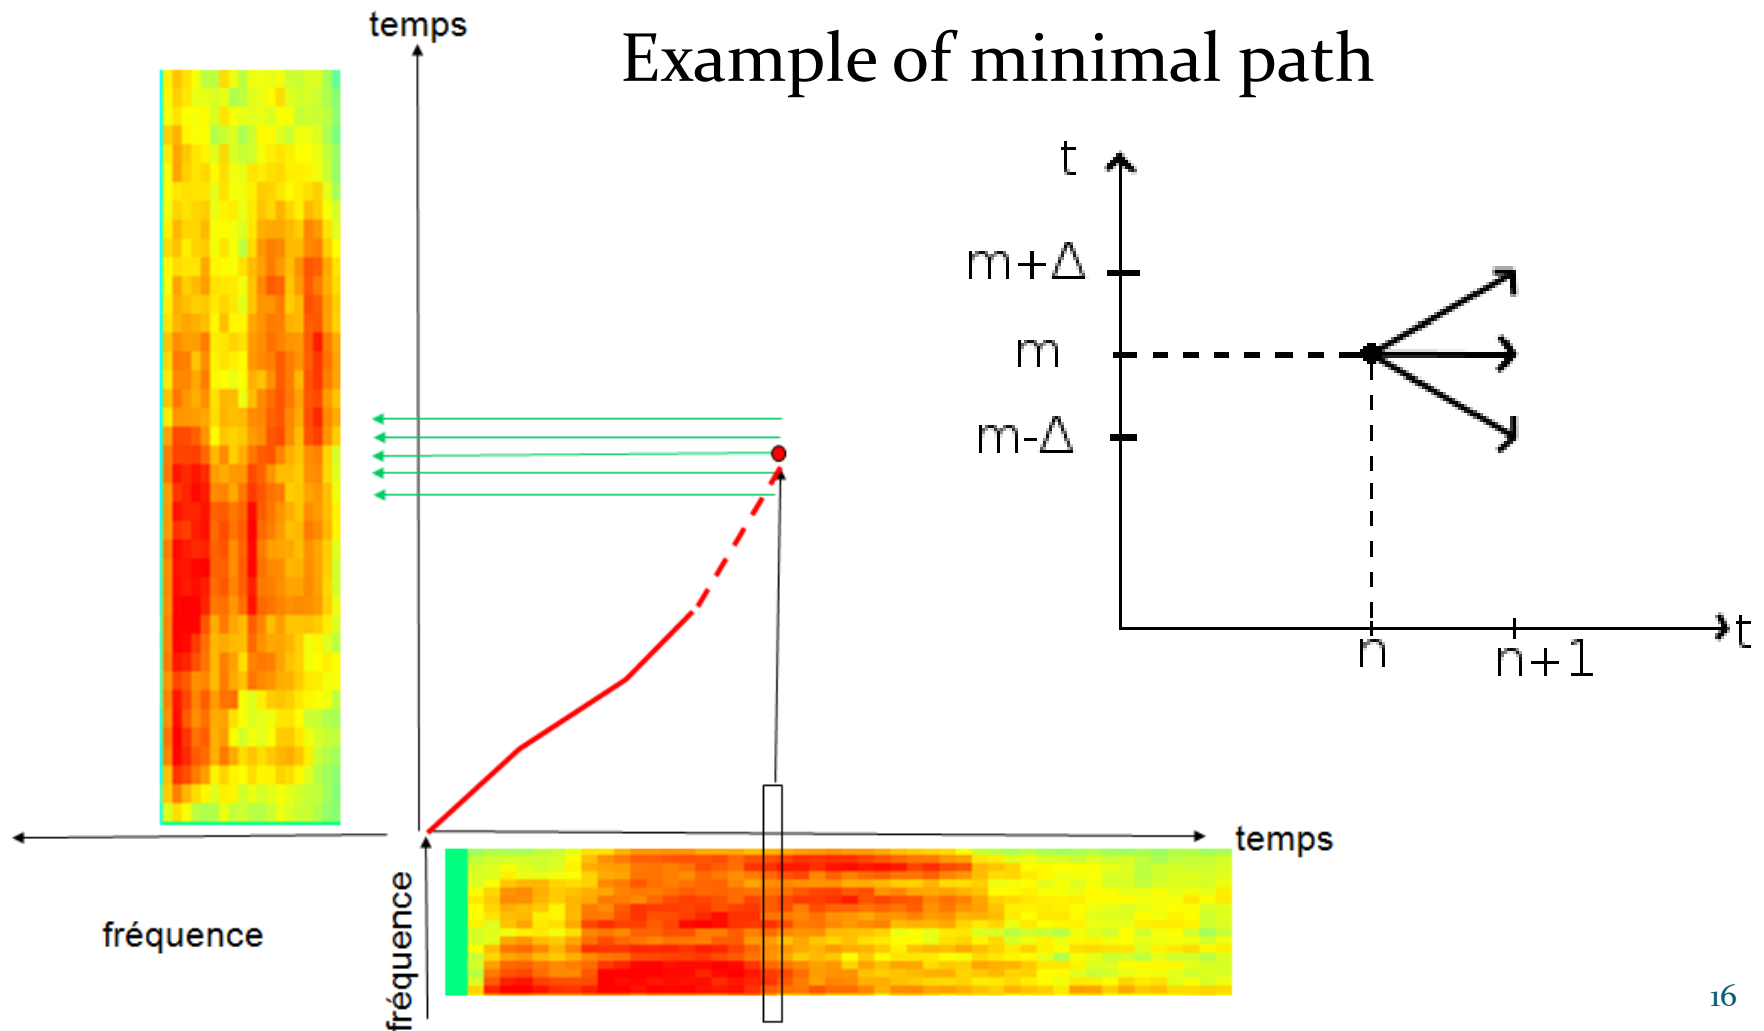 temps
Example of minimal path
t
m+Δ
m
m-Δ
t
n
n+1
temps
fréquence
fréquence
16